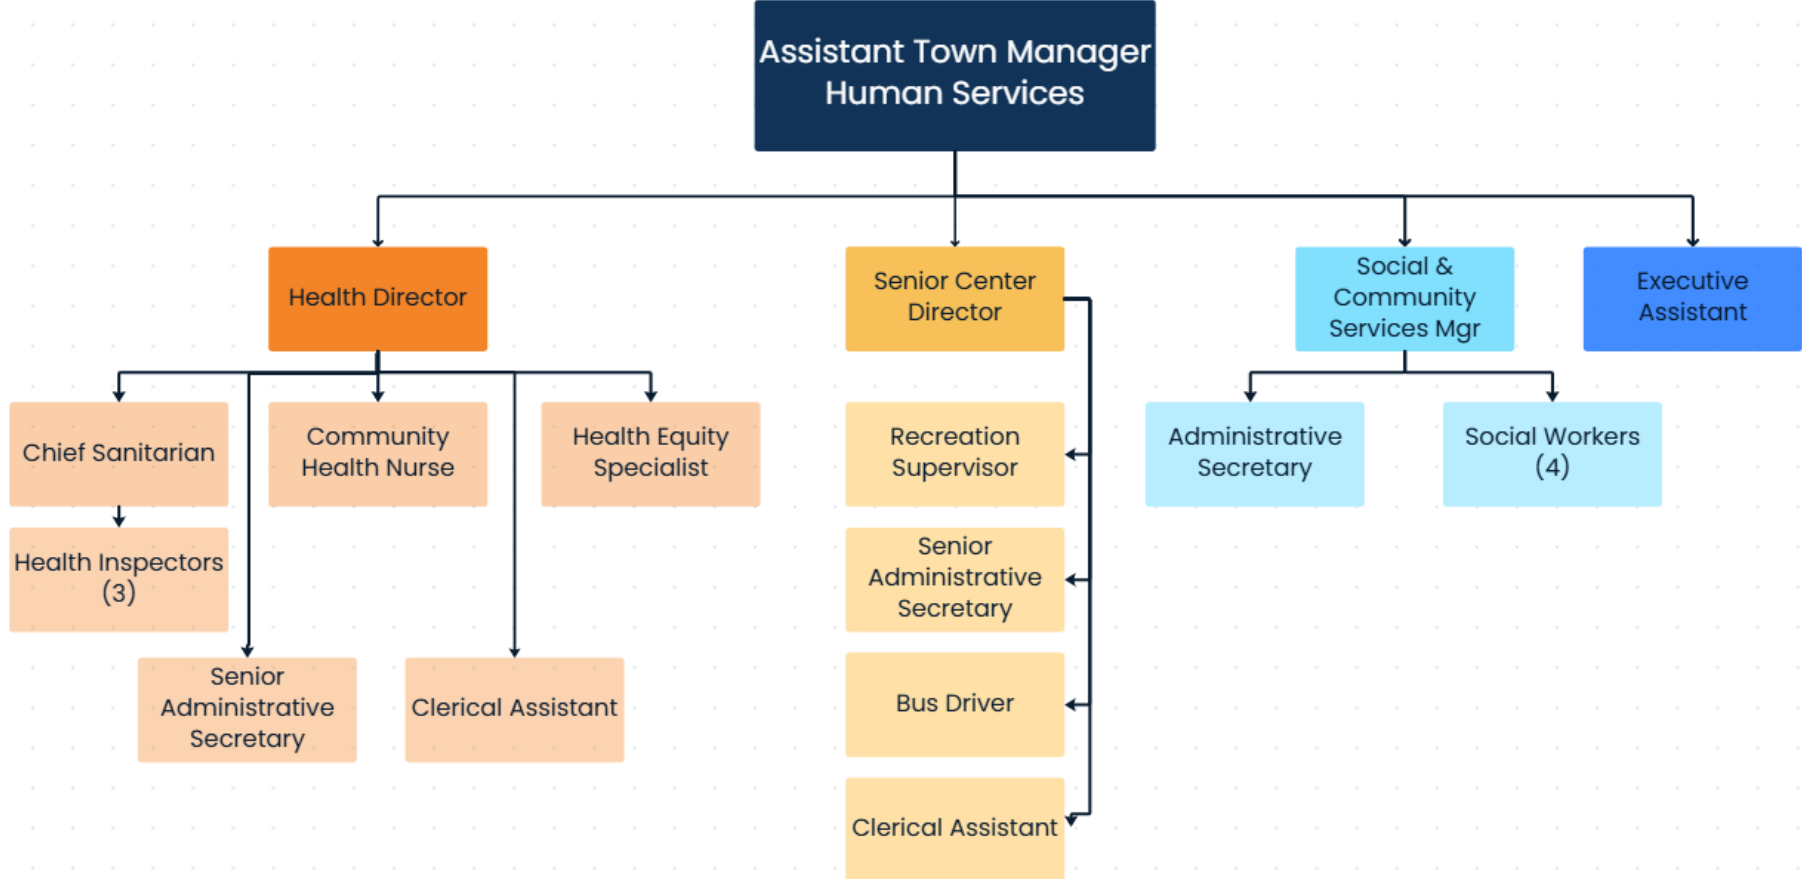 Assistant Town Manager
Human Services
Health Director
Senior Center
Director
Social &
Community
Services Mgr
Executive
Assistant
Chief Sanitarian
Community
Health Nurse
Health Equity
Specialist
Recreation
Supervisor
Administrative
Secretary
Social Workers
(4)
Health Inspectors
(3)
Senior
Administrative
Secretary
Senior
Administrative
Secretary
Clerical Assistant
Bus Driver
Clerical Assistant